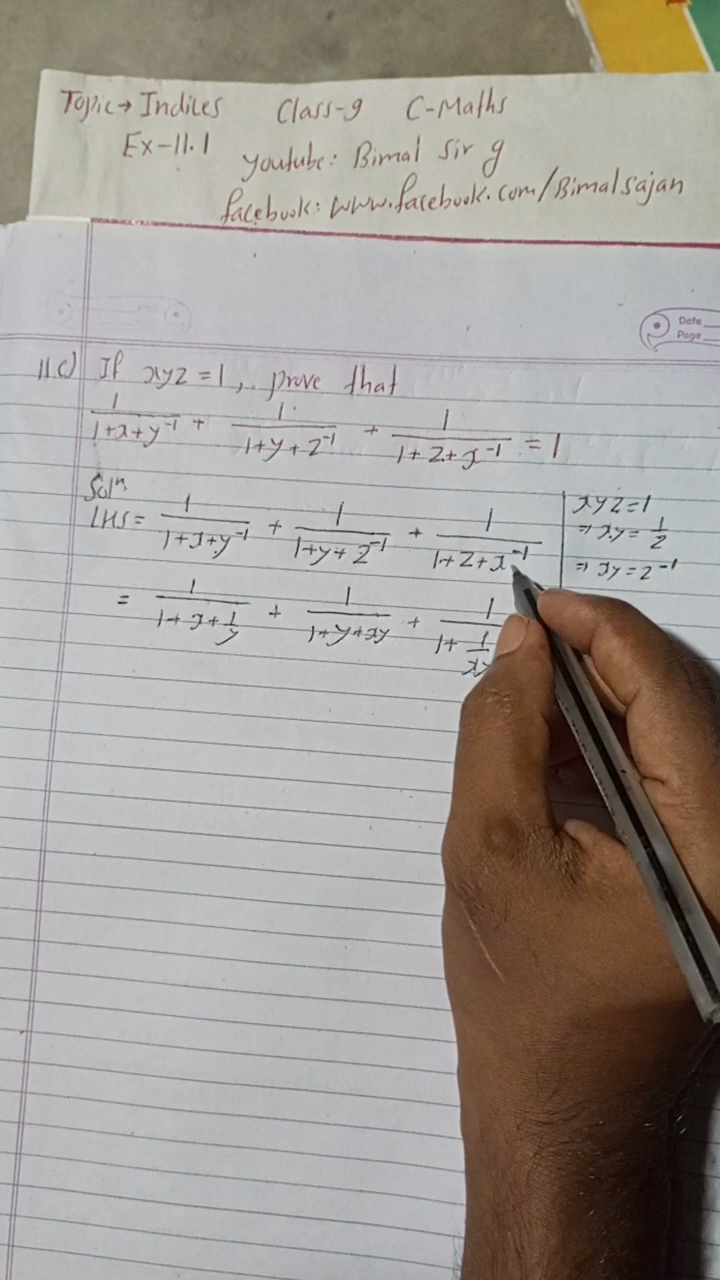 Topic→ Indices Class-9 C-Maths
Ex-11.1
youtube: Bimal Sir g
facebook: www.facebook.com/Bimalsajan
Date
Page
11c) If xyz = 1, prove that
1/(1+x+y⁻¹) + 1/(1+y+z⁻¹) + 1/(1+z+x⁻¹) = 1
Solⁿ
LHS = 1/(1+x+y⁻¹) + 1/(1+y+z⁻¹) + 1/(1+z+x⁻¹)
xyz = 1
⇒ xy = 1/z
⇒ xy = z⁻¹
= 1/(1+x+1/y) + 1/(1+y+xy) + 1/(1+1/xy